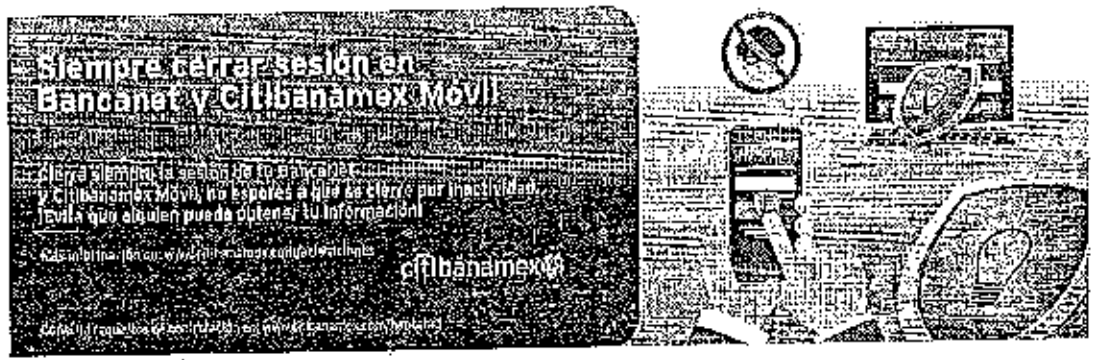 Siempre cerrar sesión en
Bancanet y Citibanamex Móvil
Cierra siempre la sesión de tu Bancanet
y Citibanamex Móvil, no esperes a que se cierre por inactividad.
¡Evita que alguien pueda obtener tu información!
citibanamex